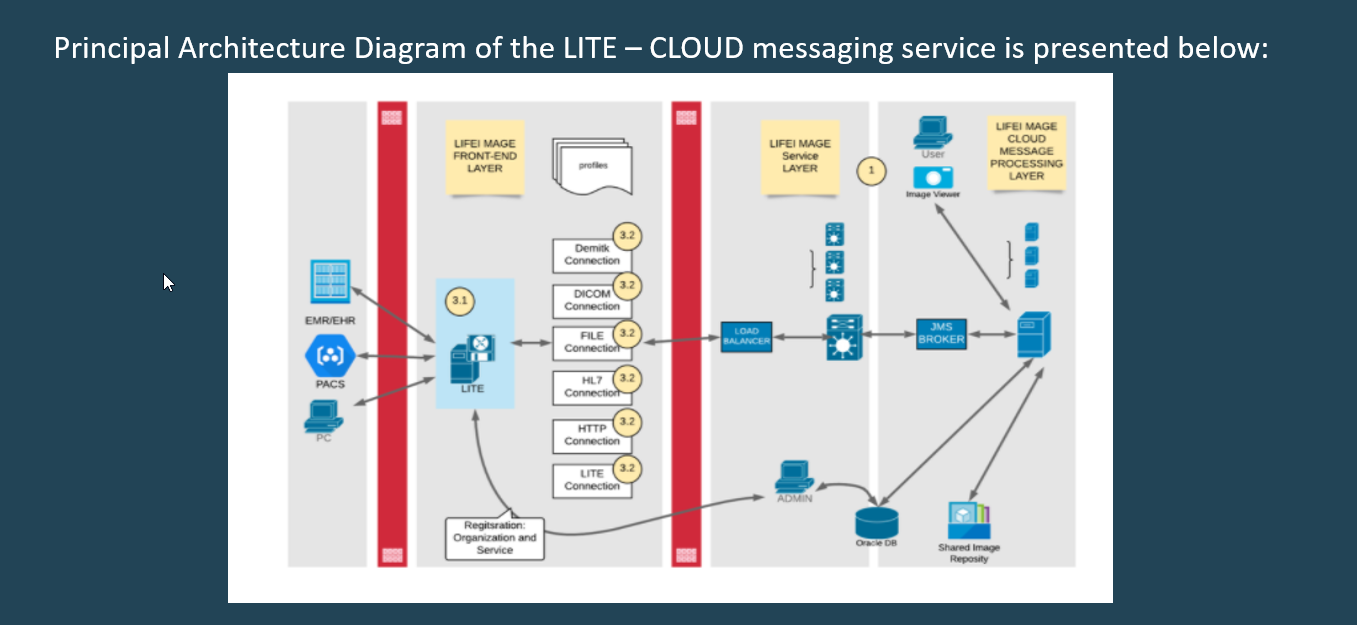 Principal Architecture Diagram of the LITE – CLOUD messaging service is presented below:
LIFEI MAGE
FRONT-END
LAYER
profiles
LIFEI MAGE
Service
LAYER
1
User
Image Viewer
LIFEI MAGE
CLOUD
MESSAGE
PROCESSING
LAYER
EMR/EHR
PACS
PC
3.1
LITE
3.2
Demitk
Connection
3.2
DICOM
Connection
3.2
FILE
Connection
3.2
HL7
Connection
3.2
HTTP
Connection
3.2
LITE
Connection
LOAD
BALANCER
JMS
BROKER
Regitsration:
Organization and
Service
ADMIN
Oracle DB
Shared Image
Reposity